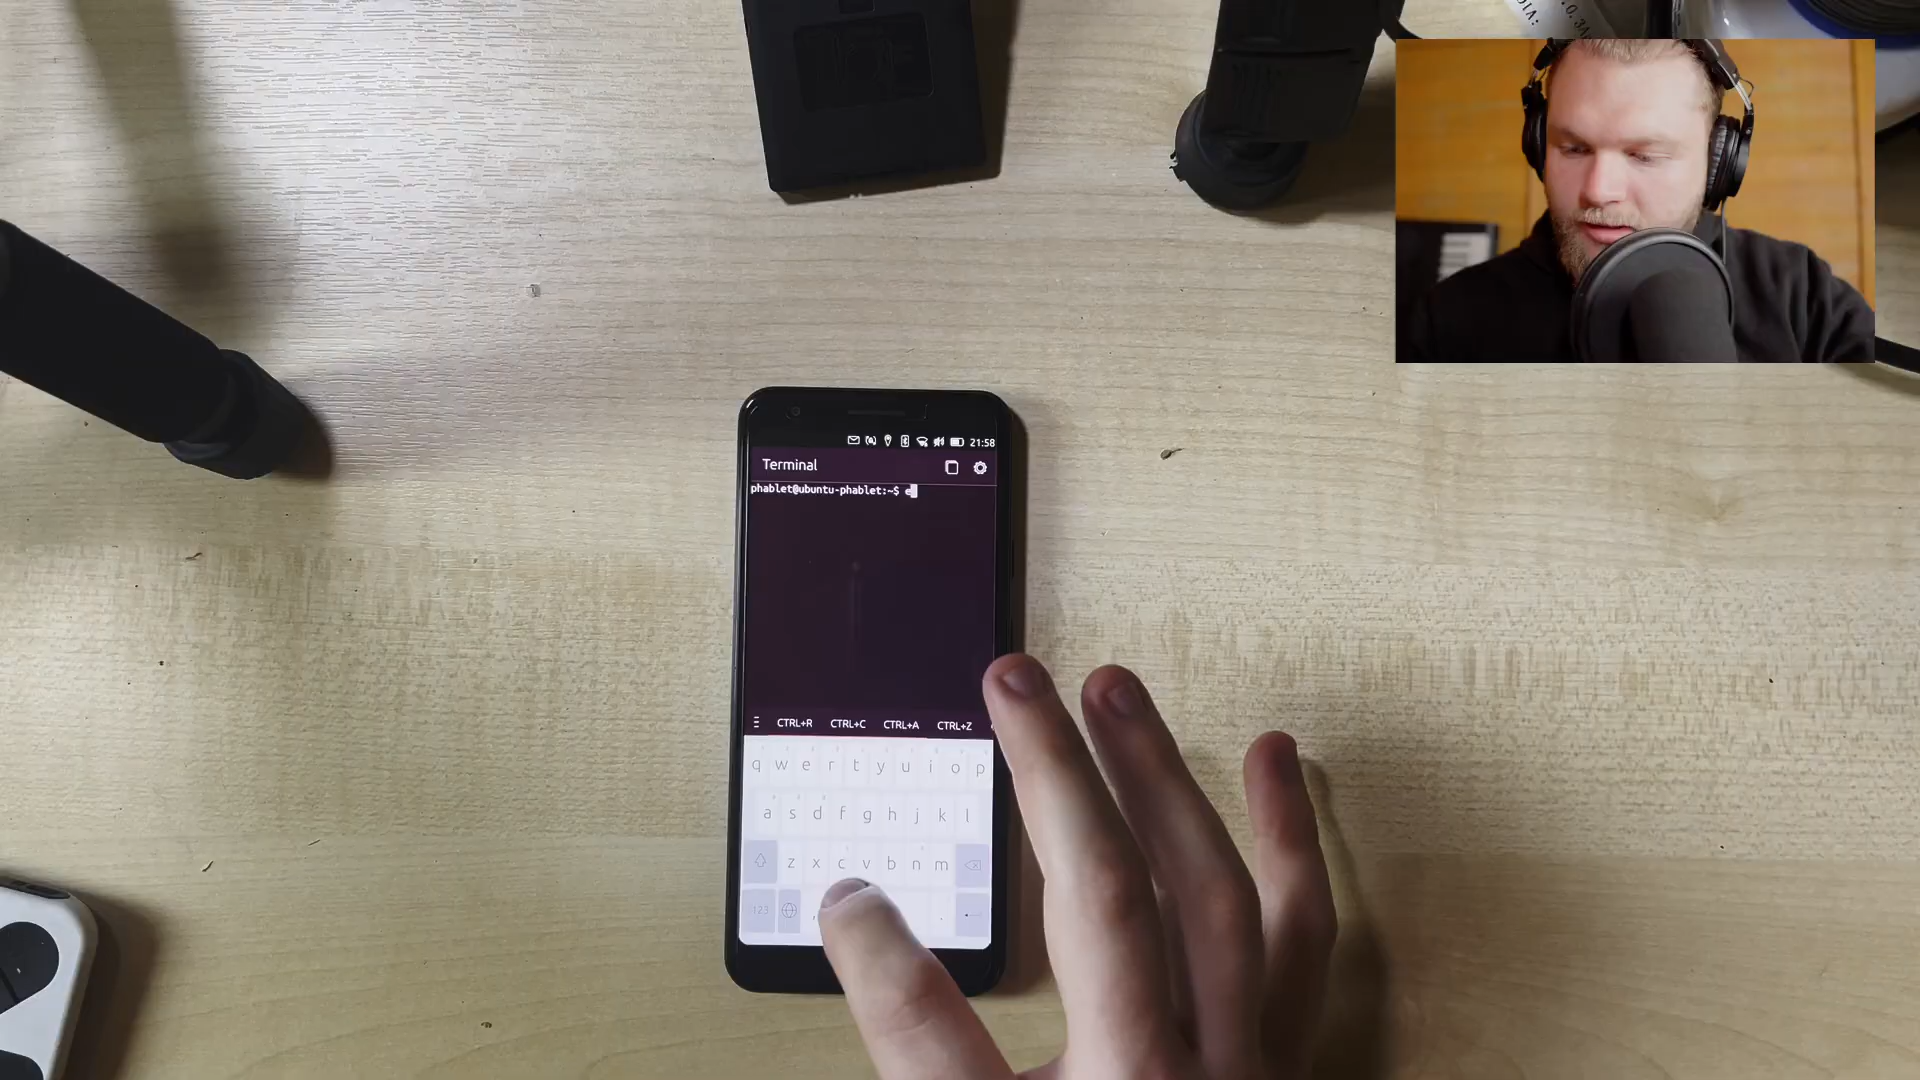 21:58
Terminal
phablet@ubuntu-phablet:~$ e
CTRL+R CTRL+C CTRL+A CTRL+Z
q w e r t y u i o p
a s d f g h j k l
z x c v b n m
123 , .